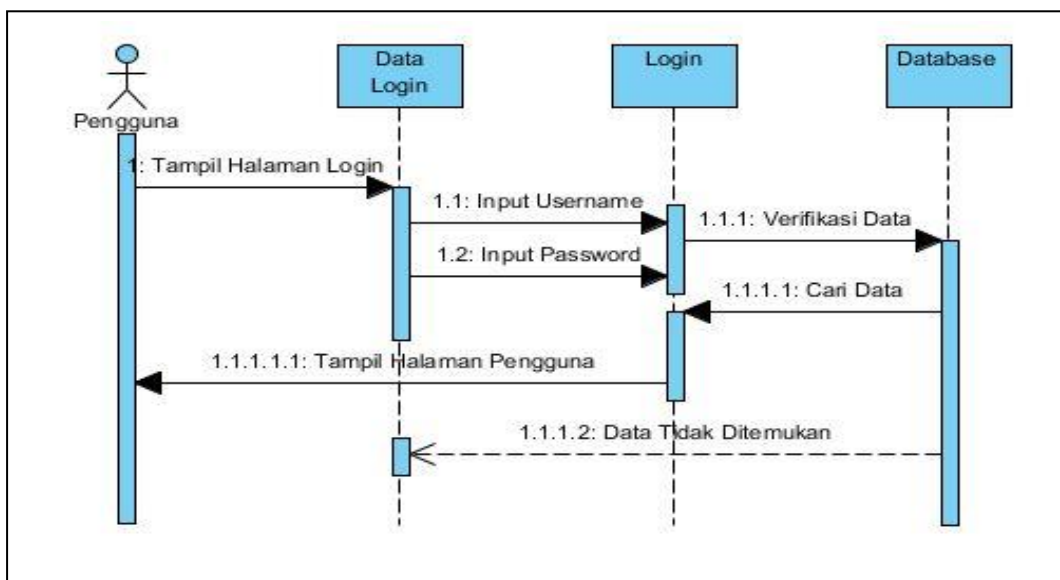 Data
Login
Login
Database
Pengguna
1: Tampil Halaman Login
1.1: Input Username
1.1.1: Verifikasi Data
1.2: Input Password
1.1.1.1: Cari Data
1.1.1.1.1: Tampil Halaman Pengguna
1.1.1.2: Data Tidak Ditemukan